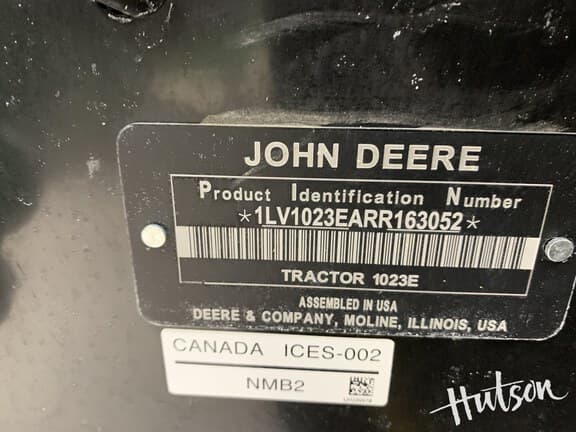 JOHN DEERE
Product Identification Number
*1LV1023EARR163052*
TRACTOR 1023E
ASSEMBLED IN USA
DEERE & COMPANY, MOLINE, ILLINOIS, USA
CANADA ICES-002
NMB2
Hutson